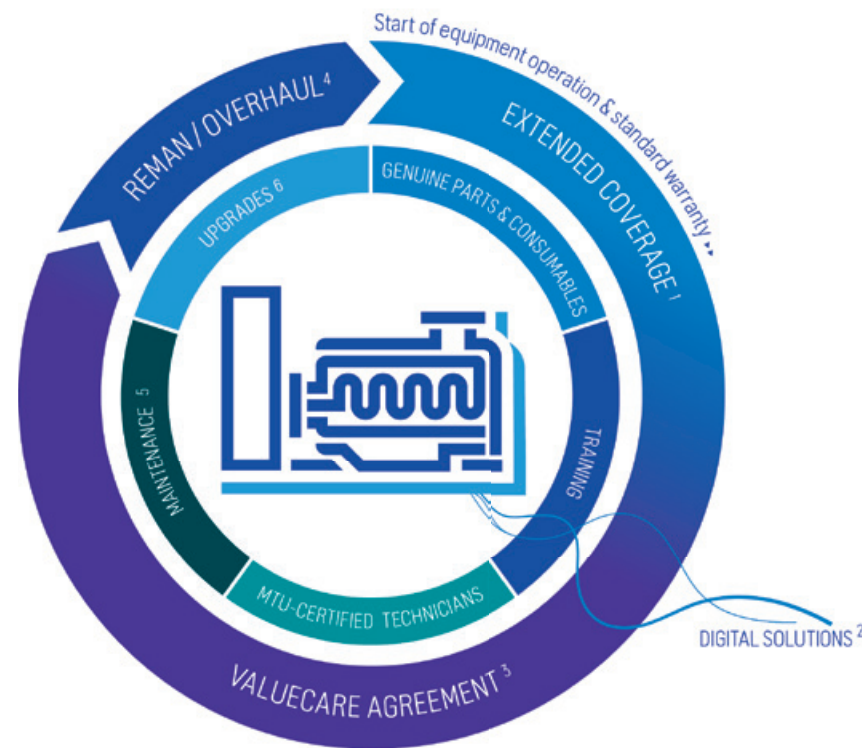 Start of equipment operation & standard warranty ▸▸
EXTENDED COVERAGE 1
REMAN / OVERHAUL 4
UPGRADES 6
GENUINE PARTS & CONSUMABLES
TRAINING
MAINTENANCE 5
MTU-CERTIFIED TECHNICIANS
DIGITAL SOLUTIONS 2
VALUECARE AGREEMENT 3